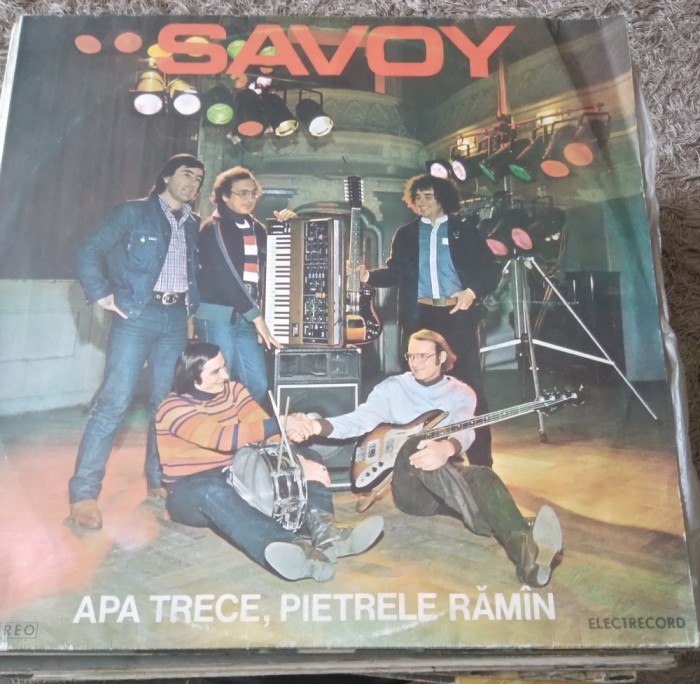 SAVOY
APA TRECE, PIETRELE RĂMÎN
REO
ELECTRECORD